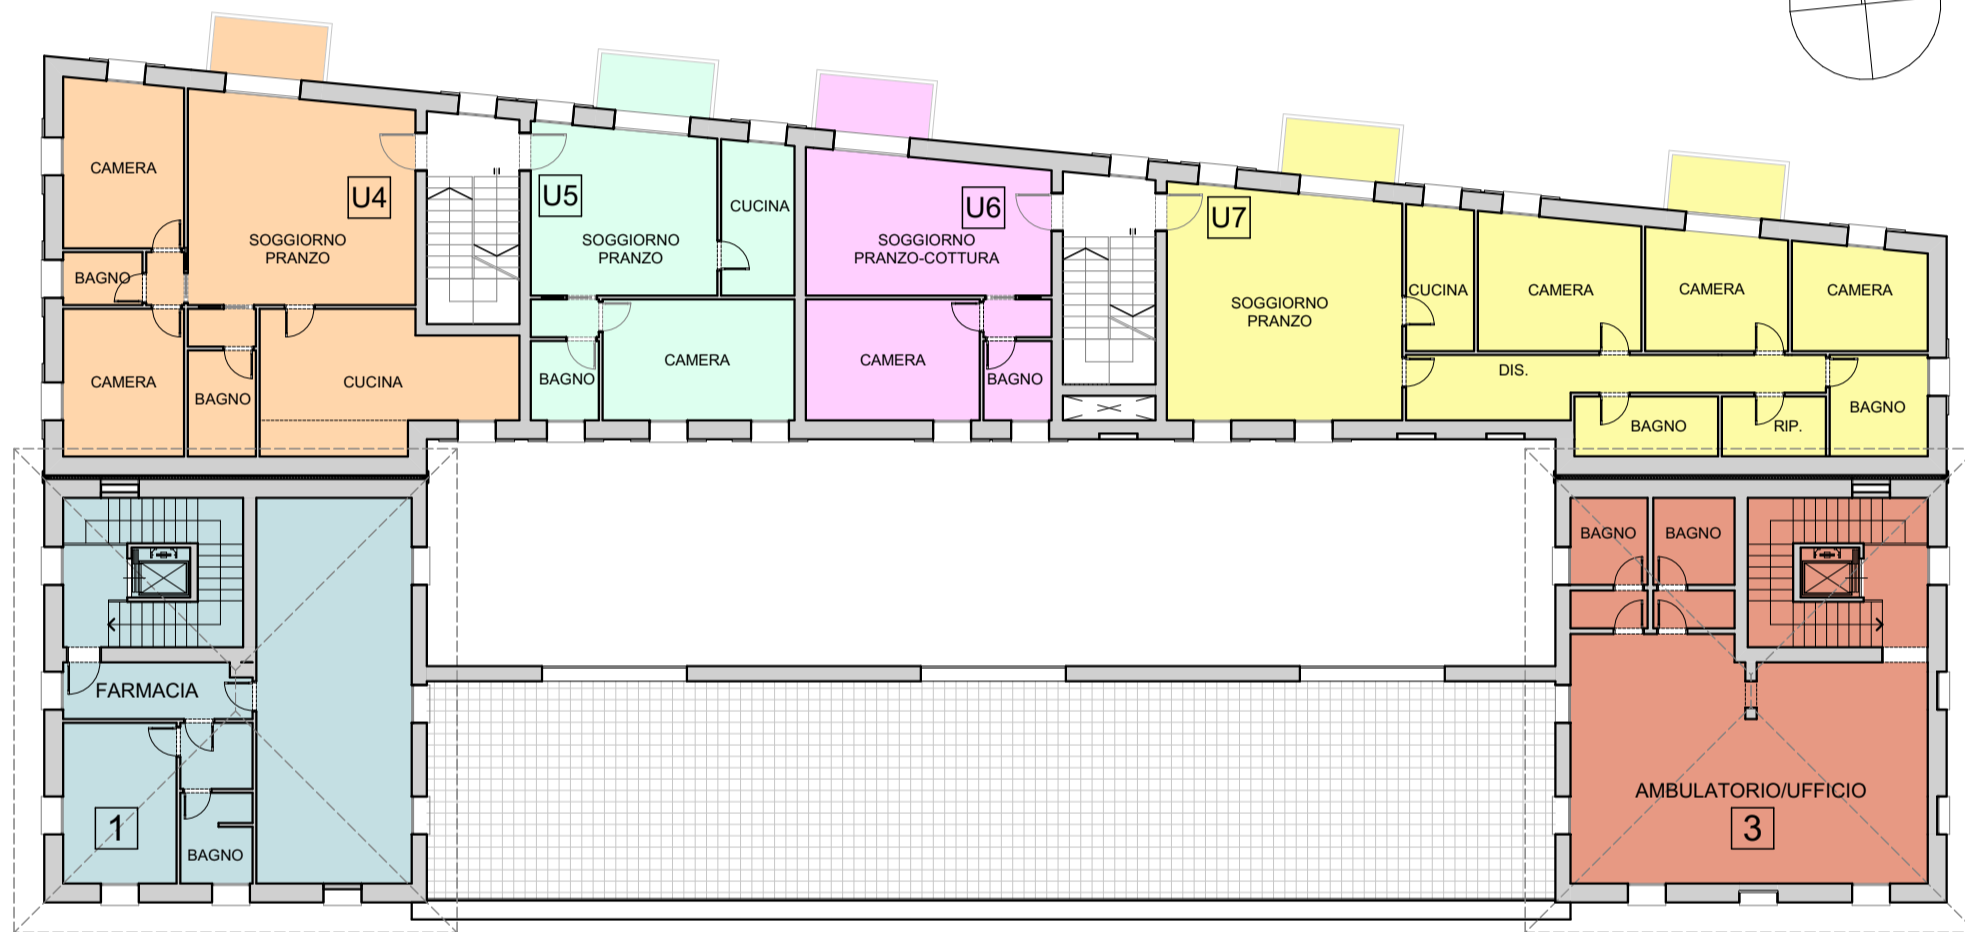 CAMERA
U4
SOGGIORNO
PRANZO
BAGNO
CAMERA
BAGNO
CUCINA
U5
CUCINA
SOGGIORNO
PRANZO
BAGNO
CAMERA
U6
SOGGIORNO
PRANZO-COTTURA
CAMERA
BAGNO
U7
SOGGIORNO
PRANZO
CUCINA
CAMERA
CAMERA
CAMERA
DIS.
BAGNO
RIP.
BAGNO
FARMACIA
1
BAGNO
BAGNO
BAGNO
AMBULATORIO/UFFICIO
3